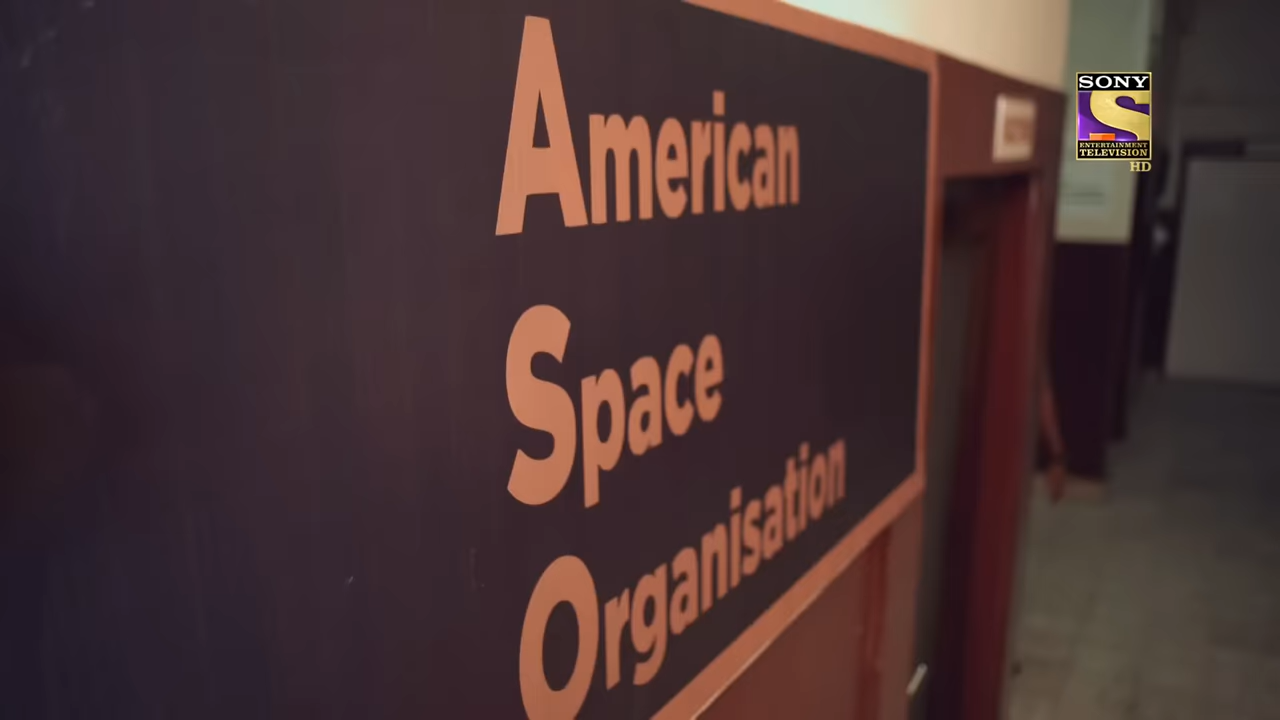 American
Space
Organisation
SONY
ENTERTAINMENT
TELEVISION
HD